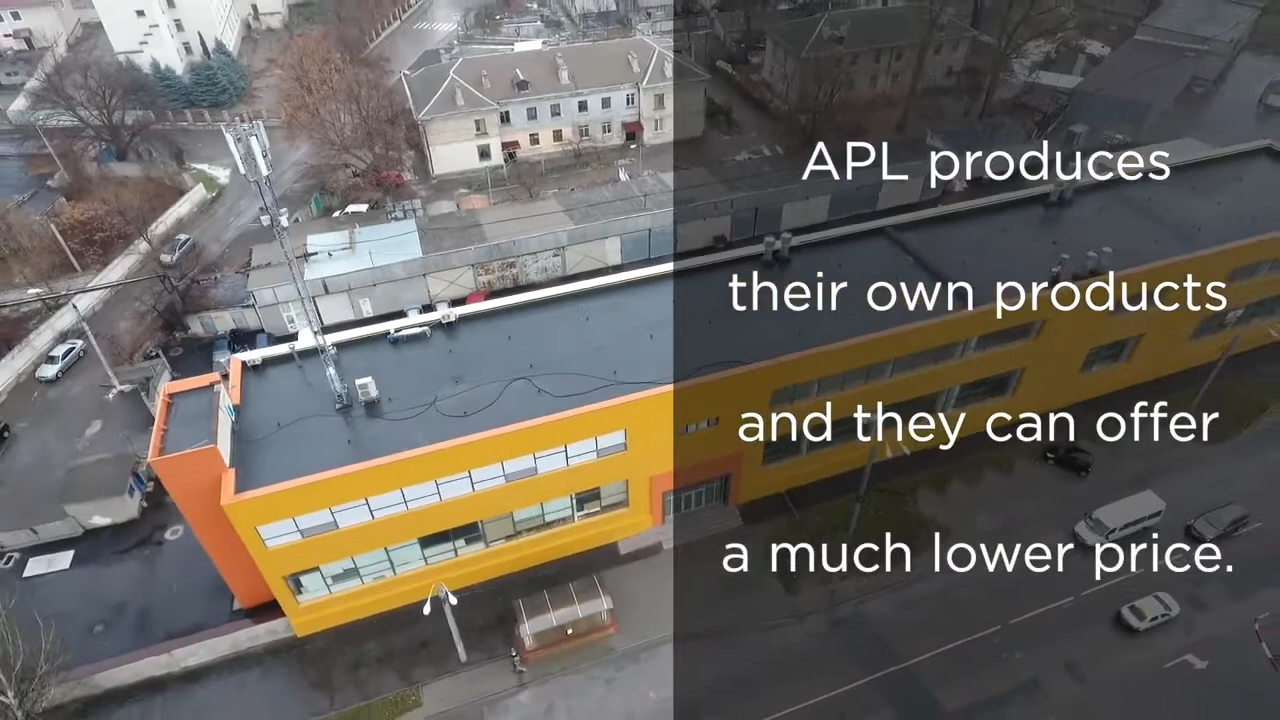 APL produces
their own products
and they can offer
a much lower price.